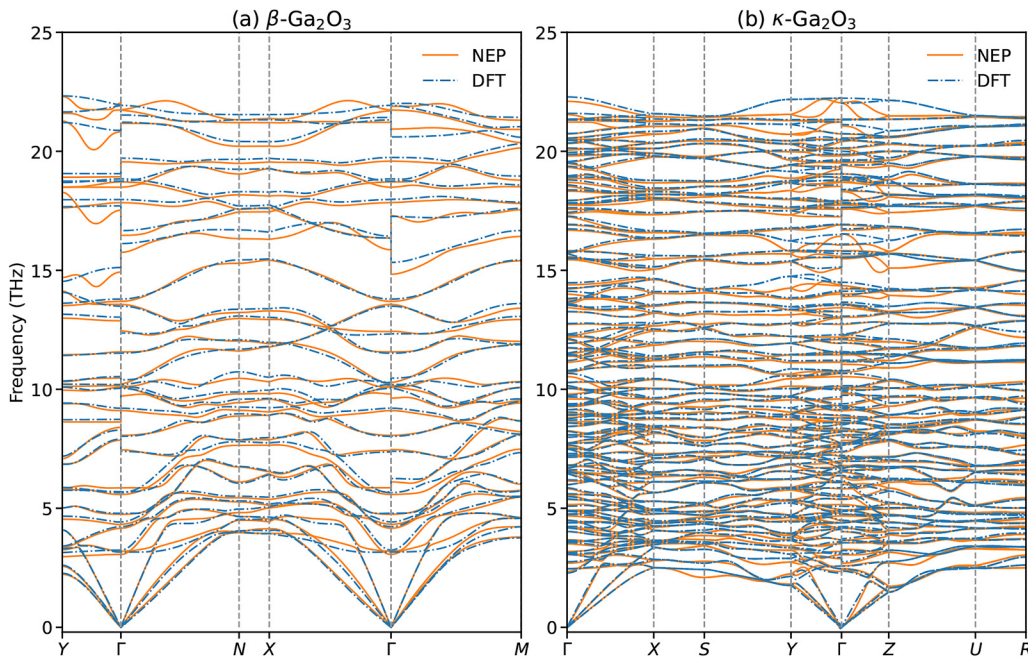 (a) β-Ga₂O₃
(b) κ-Ga₂O₃
Frequency (THz)
25
20
15
10
5
0
NEP
DFT
Y Γ N X Γ M
25
20
15
10
5
0
NEP
DFT
Γ X S Y Γ Z U R